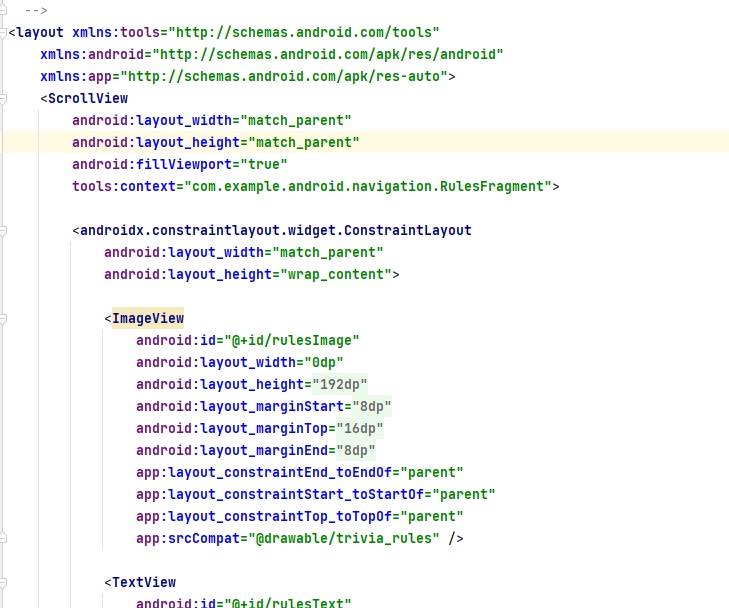 -->
<layout xmlns:tools="http://schemas.android.com/tools"
xmlns:android="http://schemas.android.com/apk/res/android"
xmlns:app="http://schemas.android.com/apk/res-auto">
<ScrollView
android:layout_width="match_parent"
android:layout_height="match_parent"
android:fillViewport="true"
tools:context="com.example.android.navigation.RulesFragment">
<androidx.constraintlayout.widget.ConstraintLayout
android:layout_width="match_parent"
android:layout_height="wrap_content">
<ImageView
android:id="@+id/rulesImage"
android:layout_width="0dp"
android:layout_height="192dp"
android:layout_marginStart="8dp"
android:layout_marginTop="16dp"
android:layout_marginEnd="8dp"
app:layout_constraintEnd_toEndOf="parent"
app:layout_constraintStart_toStartOf="parent"
app:layout_constraintTop_toTopOf="parent"
app:srcCompat="@drawable/trivia_rules" />
<TextView
android:id="@+id/rulesText"